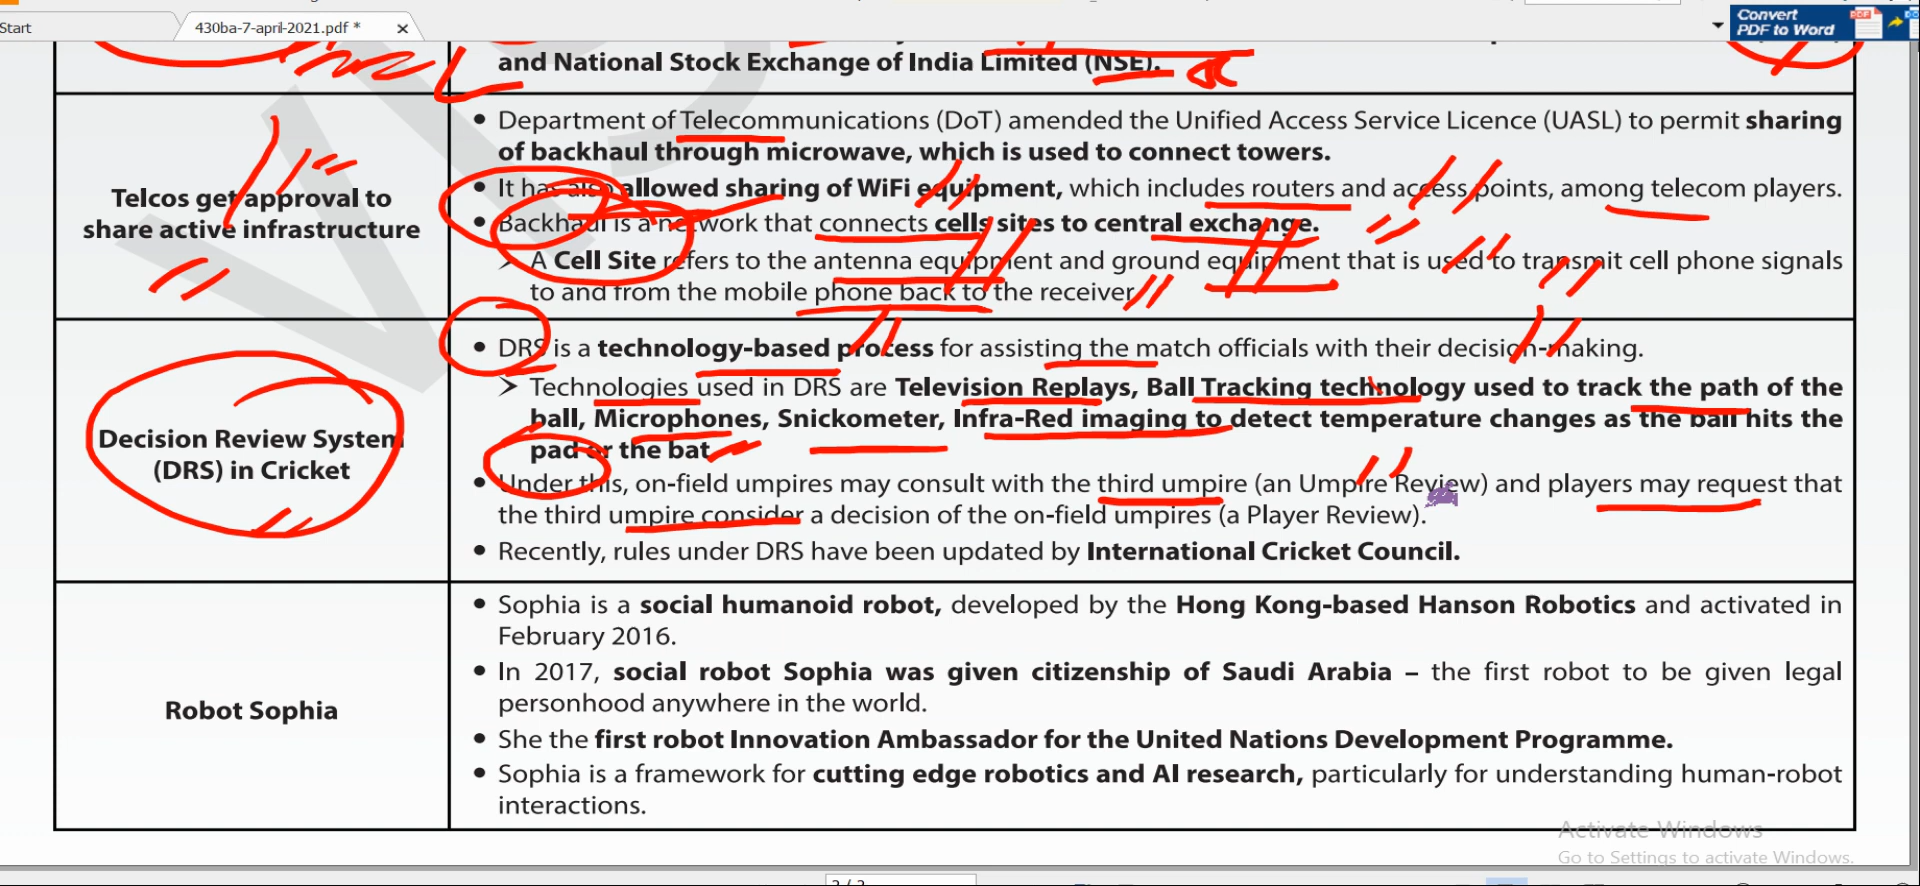 Start
430ba-7-april-2021.pdf *
Convert
PDF to Word
and National Stock Exchange of India Limited (NSE).
Telcos get approval to
share active infrastructure
• Department of Telecommunications (DoT) amended the Unified Access Service Licence (UASL) to permit sharing
of backhaul through microwave, which is used to connect towers.
• It has also allowed sharing of WiFi equipment, which includes routers and access points, among telecom players.
• Backhaul is a network that connects cells sites to central exchange.
➢ A Cell Site refers to the antenna equipment and ground equipment that is used to transmit cell phone signals
to and from the mobile phone back to the receiver
Decision Review System
(DRS) in Cricket
• DRS is a technology-based process for assisting the match officials with their decision-making.
➢ Technologies used in DRS are Television Replays, Ball Tracking technology used to track the path of the
ball, Microphones, Snickometer, Infra-Red imaging to detect temperature changes as the ball hits the
pad or the bat
• Under this, on-field umpires may consult with the third umpire (an Umpire Review) and players may request that
the third umpire consider a decision of the on-field umpires (a Player Review).
• Recently, rules under DRS have been updated by International Cricket Council.
Robot Sophia
• Sophia is a social humanoid robot, developed by the Hong Kong-based Hanson Robotics and activated in
February 2016.
• In 2017, social robot Sophia was given citizenship of Saudi Arabia – the first robot to be given legal
personhood anywhere in the world.
• She the first robot Innovation Ambassador for the United Nations Development Programme.
• Sophia is a framework for cutting edge robotics and AI research, particularly for understanding human-robot
interactions.
Activate Windows
Go to Settings to activate Windows.